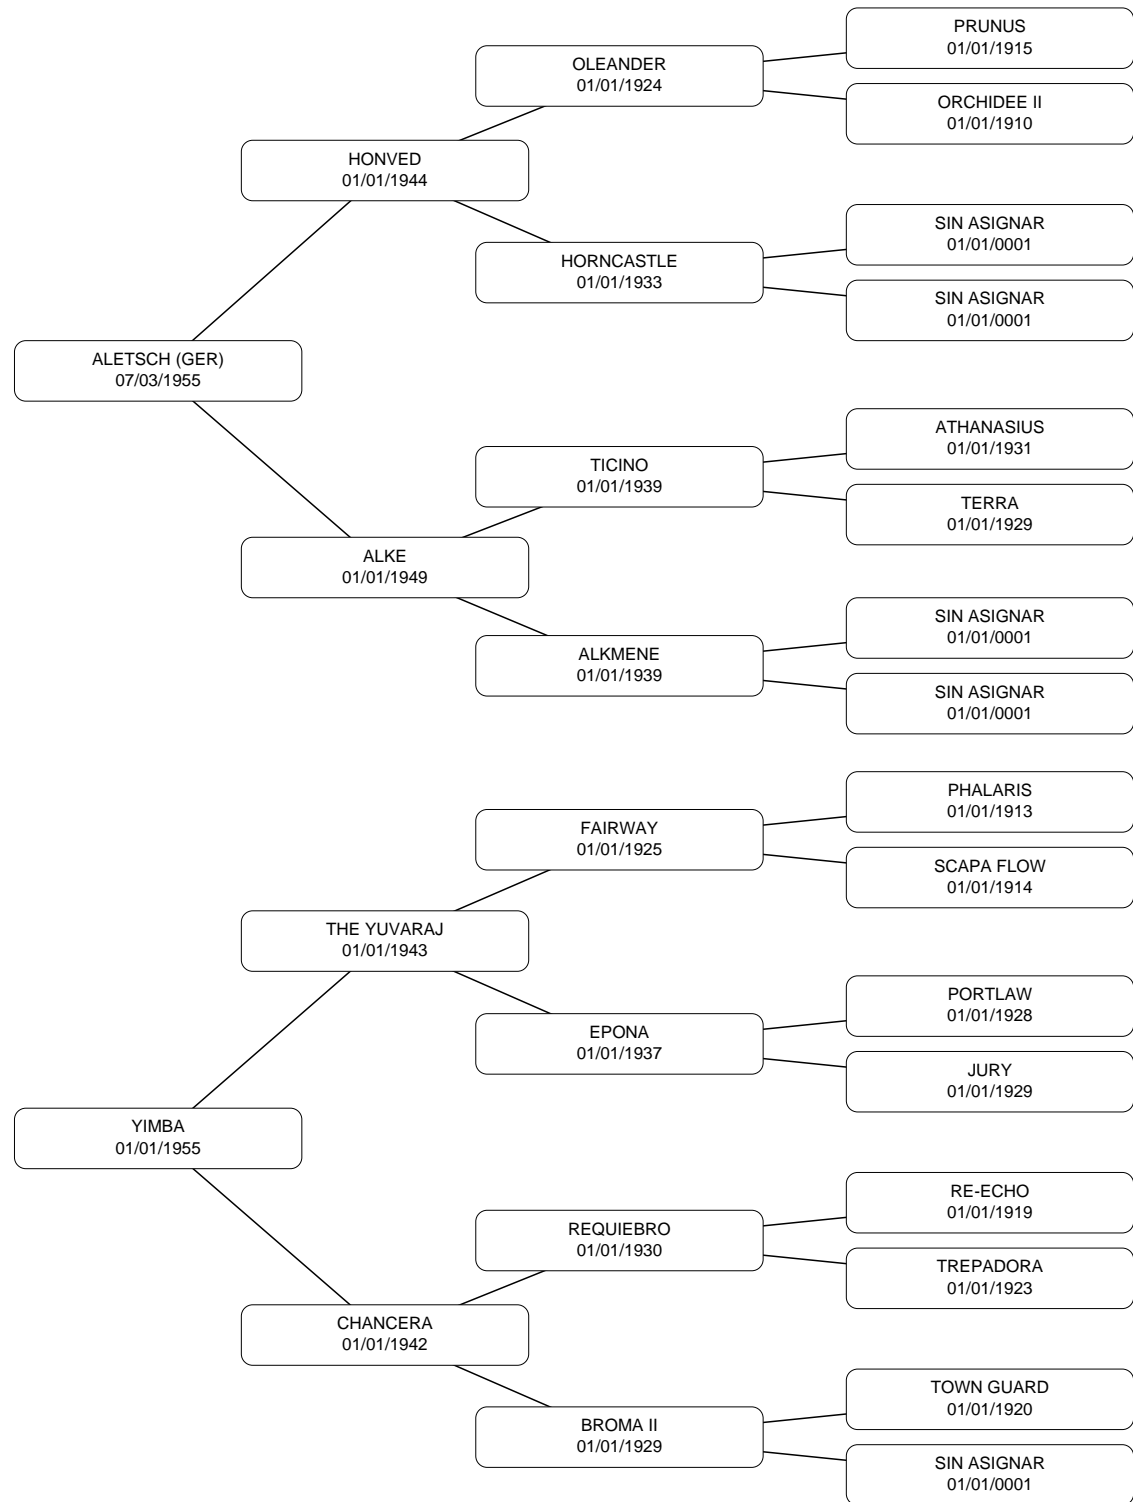 PRUNUS
01/01/1915
OLEANDER
01/01/1924
ORCHIDEE II
01/01/1910
HONVED
01/01/1944
SIN ASIGNAR
01/01/0001
HORNCASTLE
01/01/1933
SIN ASIGNAR
01/01/0001
ALETSCH (GER)
07/03/1955
ATHANASIUS
01/01/1931
TICINO
01/01/1939
TERRA
01/01/1929
ALKE
01/01/1949
SIN ASIGNAR
01/01/0001
ALKMENE
01/01/1939
SIN ASIGNAR
01/01/0001
PHALARIS
01/01/1913
FAIRWAY
01/01/1925
SCAPA FLOW
01/01/1914
THE YUVARAJ
01/01/1943
PORTLAW
01/01/1928
EPONA
01/01/1937
JURY
01/01/1929
YIMBA
01/01/1955
RE-ECHO
01/01/1919
REQUIEBRO
01/01/1930
TREPADORA
01/01/1923
CHANCERA
01/01/1942
TOWN GUARD
01/01/1920
BROMA II
01/01/1929
SIN ASIGNAR
01/01/0001